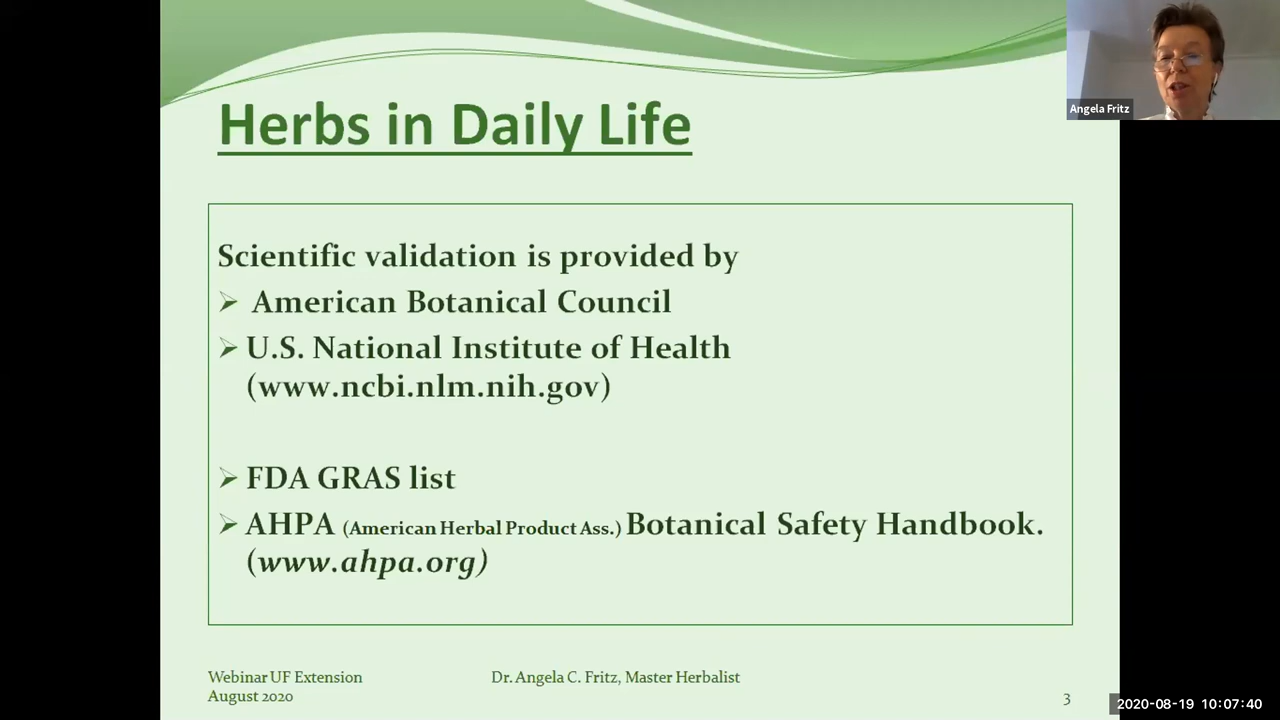 Angela Fritz
Herbs in Daily Life
Scientific validation is provided by
➢ American Botanical Council
➢ U.S. National Institute of Health
(www.ncbi.nlm.nih.gov)
➢ FDA GRAS list
➢ AHPA (American Herbal Product Ass.) Botanical Safety Handbook.
(www.ahpa.org)
Webinar UF Extension
August 2020
Dr. Angela C. Fritz, Master Herbalist
3
2020-08-19 10:07:40